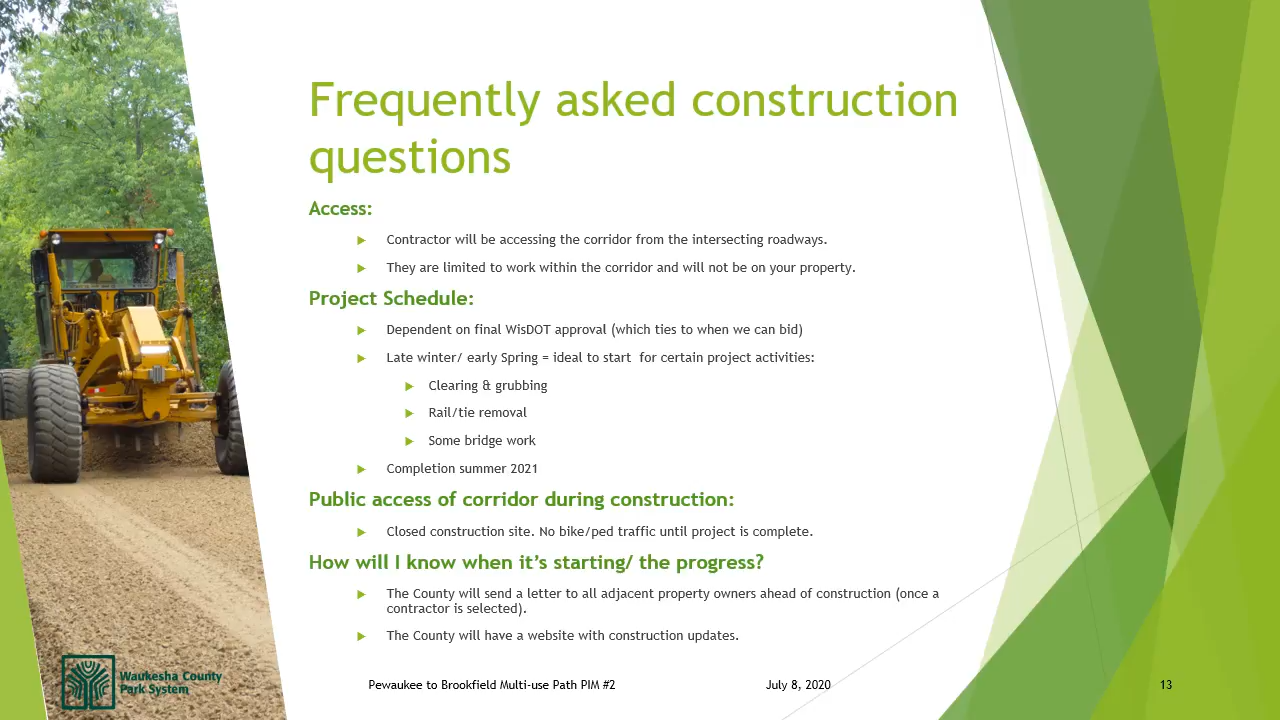 Frequently asked construction
questions
Access:
Contractor will be accessing the corridor from the intersecting roadways.
They are limited to work within the corridor and will not be on your property.
Project Schedule:
Dependent on final WisDOT approval (which ties to when we can bid)
Late winter/ early Spring = ideal to start  for certain project activities:
Clearing & grubbing
Rail/tie removal
Some bridge work
Completion summer 2021
Public access of corridor during construction:
Closed construction site. No bike/ped traffic until project is complete.
How will I know when it’s starting/ the progress?
The County will send a letter to all adjacent property owners ahead of construction (once a
contractor is selected).
The County will have a website with construction updates.
Waukesha County
Park System
Pewaukee to Brookfield Multi-use Path PIM #2
July 8, 2020
13